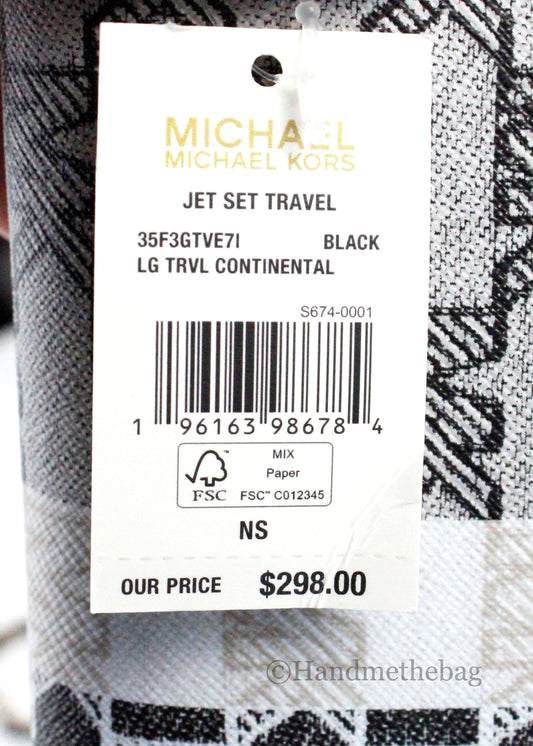 MICHAEL
MICHAEL KORS
JET SET TRAVEL
35F3GTVE7I BLACK
LG TRVL CONTINENTAL
S674-0001
1 96163 98678 4
MIX
Paper
FSC FSC™ C012345
NS
OUR PRICE $298.00
©Handmethebag